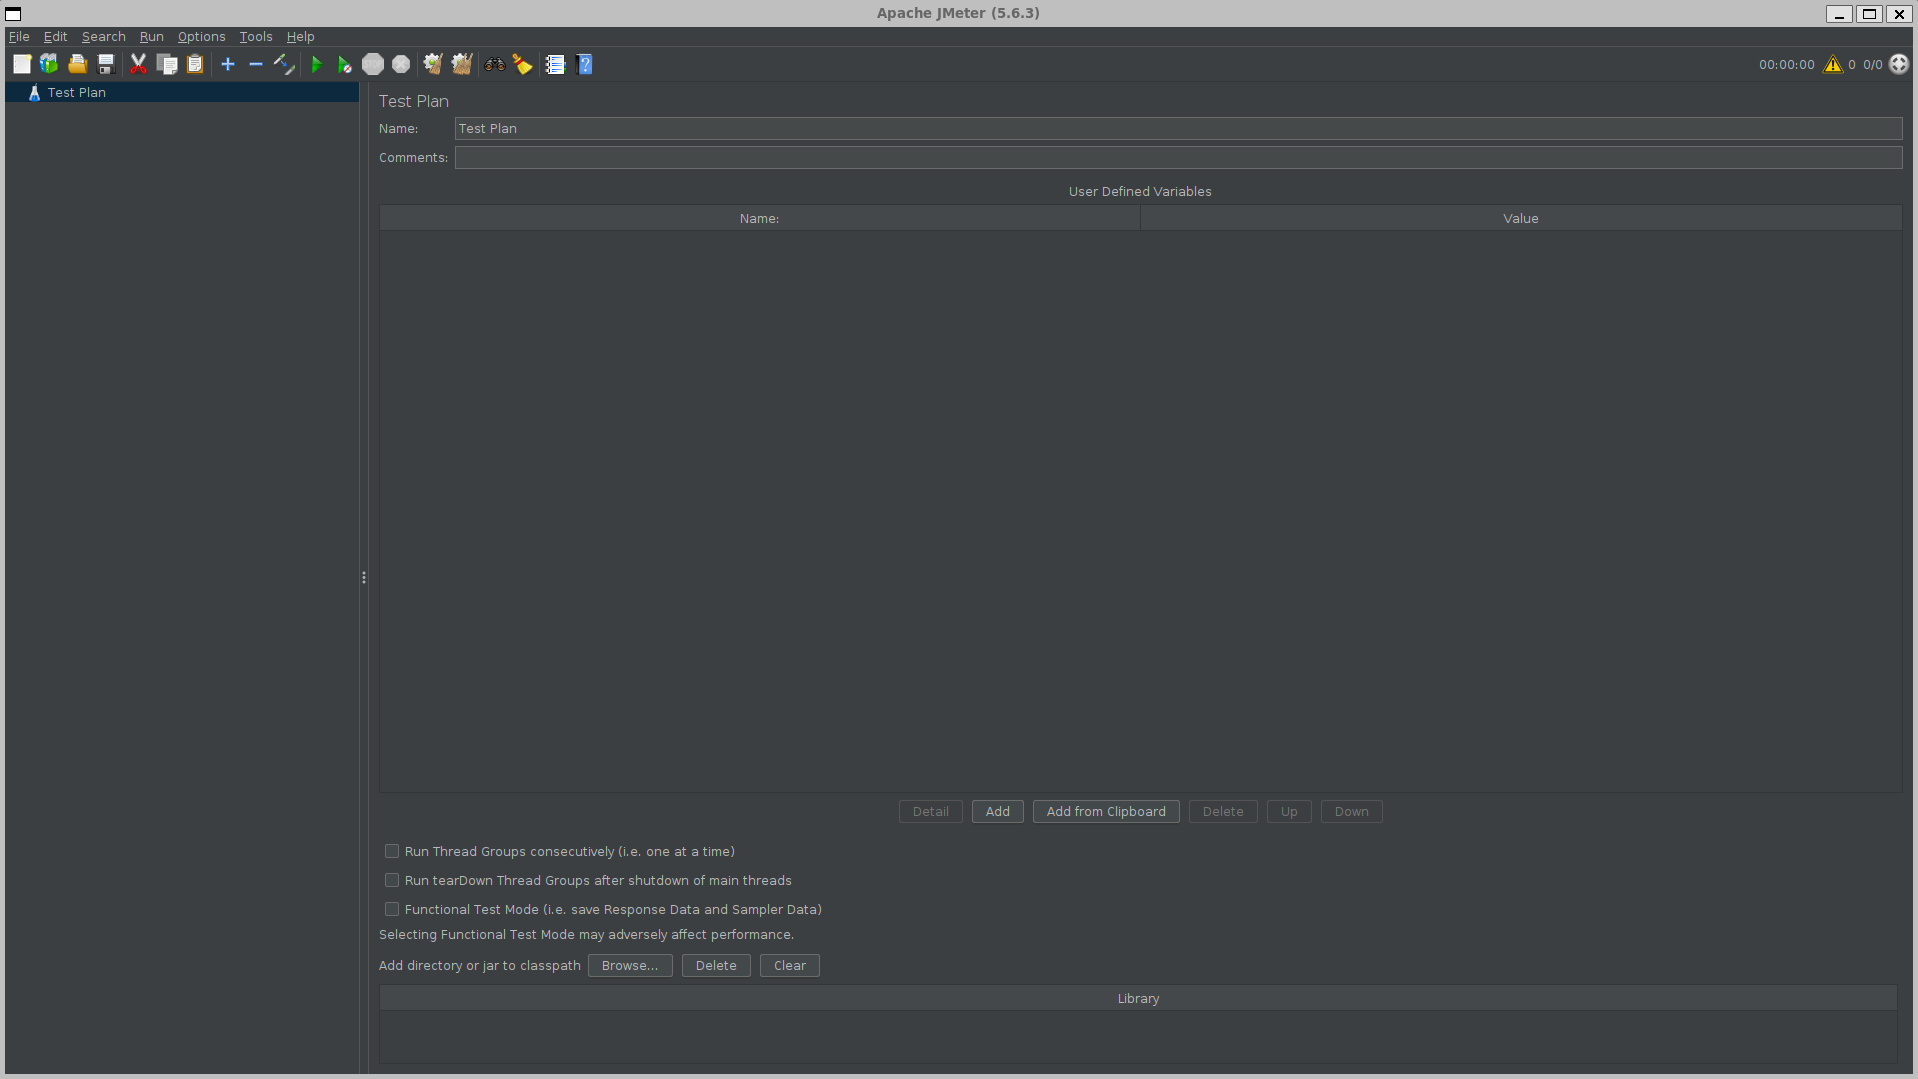 Apache JMeter (5.6.3)
File Edit Search Run Options Tools Help
STOP
?
00:00:00 0 0/0
Test Plan
Test Plan
Name: Test Plan
Comments:
User Defined Variables
Name: Value
Detail Add Add from Clipboard Delete Up Down
Run Thread Groups consecutively (i.e. one at a time)
Run tearDown Thread Groups after shutdown of main threads
Functional Test Mode (i.e. save Response Data and Sampler Data)
Selecting Functional Test Mode may adversely affect performance.
Add directory or jar to classpath Browse... Delete Clear
Library